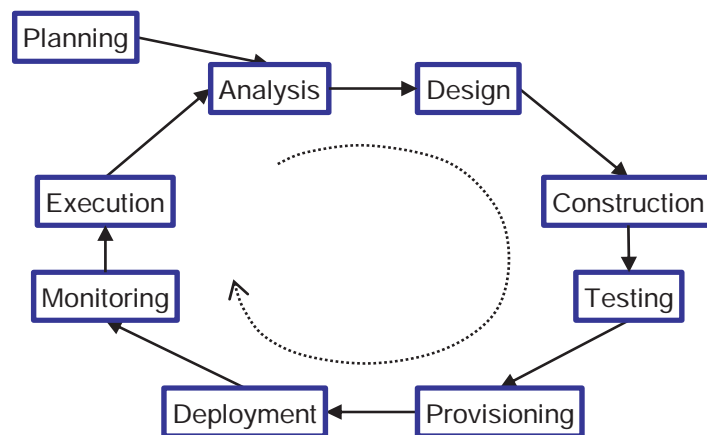 Planning
Analysis
Design
Execution
Construction
Monitoring
Testing
Deployment
Provisioning